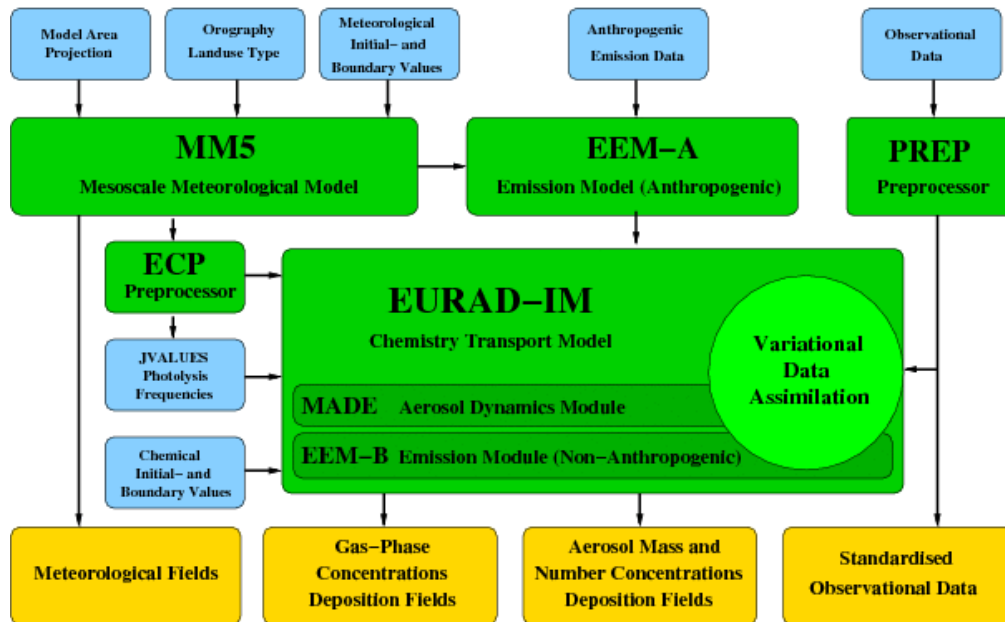 Model Area
Projection
Orography
Landuse Type
Meteorological
Initial- and
Boundary Values
Anthropogenic
Emission Data
Observational
Data
MM5
Mesoscale Meteorological Model
EEM-A
Emission Model (Anthropogenic)
PREP
Preprocessor
ECP
Preprocessor
EURAD-IM
Chemistry Transport Model
Variational
Data
Assimilation
JVALUES
Photolysis
Frequencies
MADE Aerosol Dynamics Module
EEM-B Emission Module (Non-Anthropogenic)
Chemical
Initial- and
Boundary Values
Meteorological Fields
Gas-Phase
Concentrations
Deposition Fields
Aerosol Mass and
Number Concentrations
Deposition Fields
Standardised
Observational Data